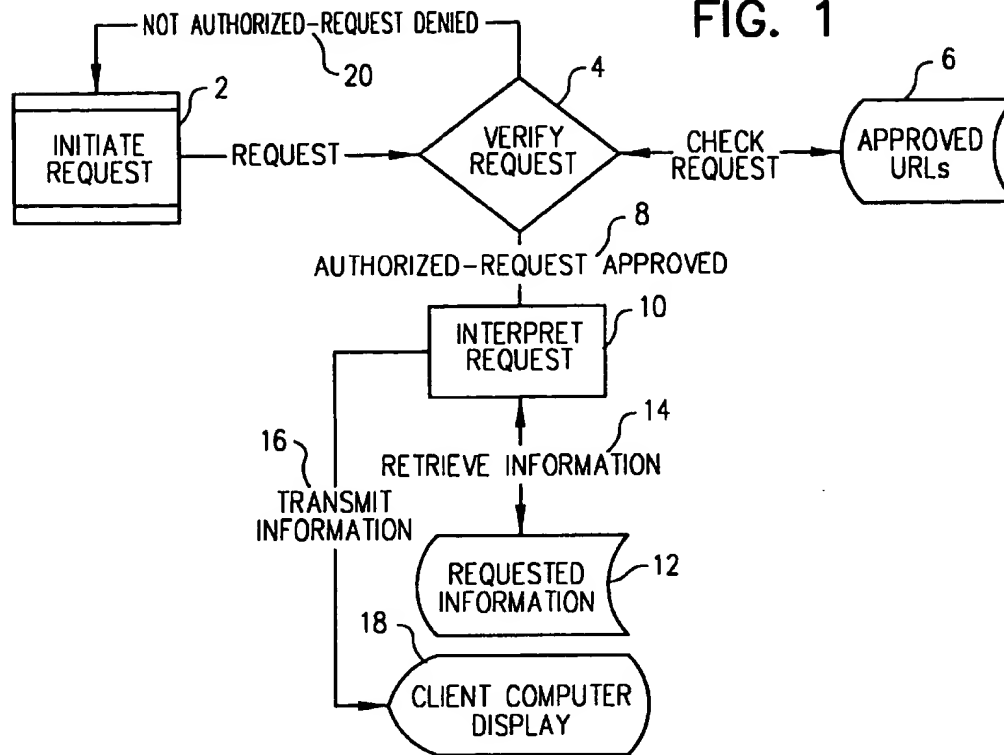 FIG. 1
NOT AUTHORIZED-REQUEST DENIED
20
2
4
6
INITIATE
REQUEST
REQUEST
VERIFY
REQUEST
CHECK
REQUEST
APPROVED
URLs
8
AUTHORIZED-REQUEST APPROVED
10
INTERPRET
REQUEST
14
RETRIEVE INFORMATION
16
TRANSMIT
INFORMATION
REQUESTED
INFORMATION
12
18
CLIENT COMPUTER
DISPLAY